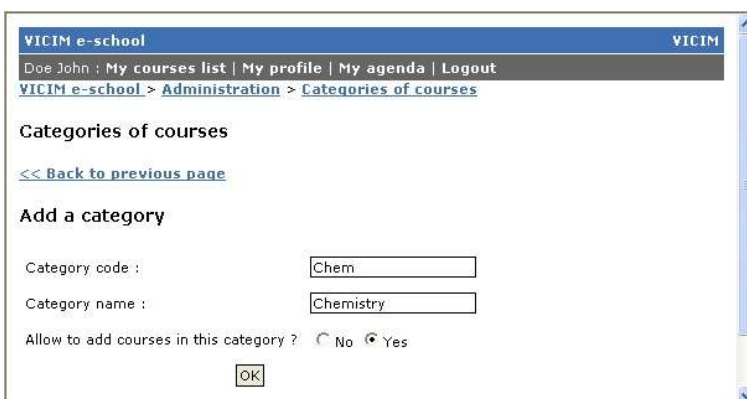 VICIM e-school VICIM
Doe John : My courses list | My profile | My agenda | Logout
VICIM e-school > Administration > Categories of courses
Categories of courses
<< Back to previous page
Add a category
Category code : Chem
Category name : Chemistry
Allow to add courses in this category ? No Yes
OK